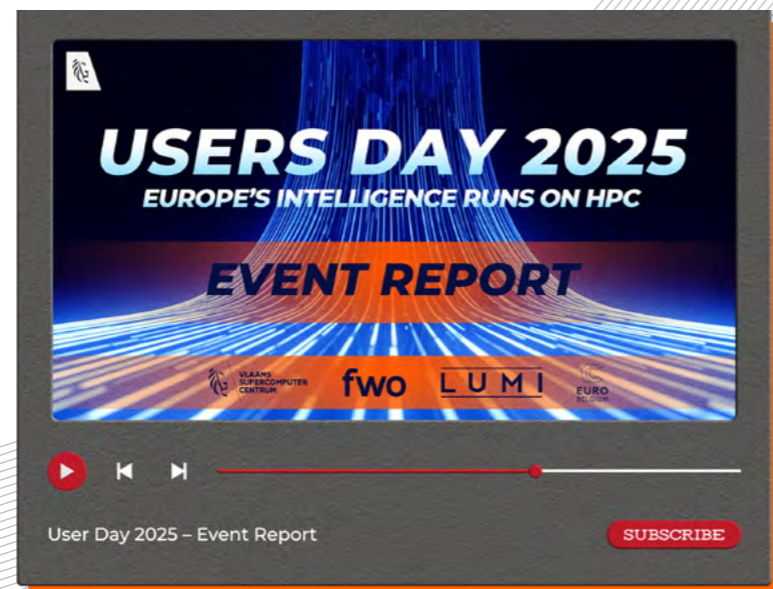 USERS DAY 2025
EUROPE'S INTELLIGENCE RUNS ON HPC
EVENT REPORT
VLAAMS
SUPERCOMPUTER
CENTRUM
fwo
LUMI
EURO
BELGIUM
User Day 2025 – Event Report
SUBSCRIBE